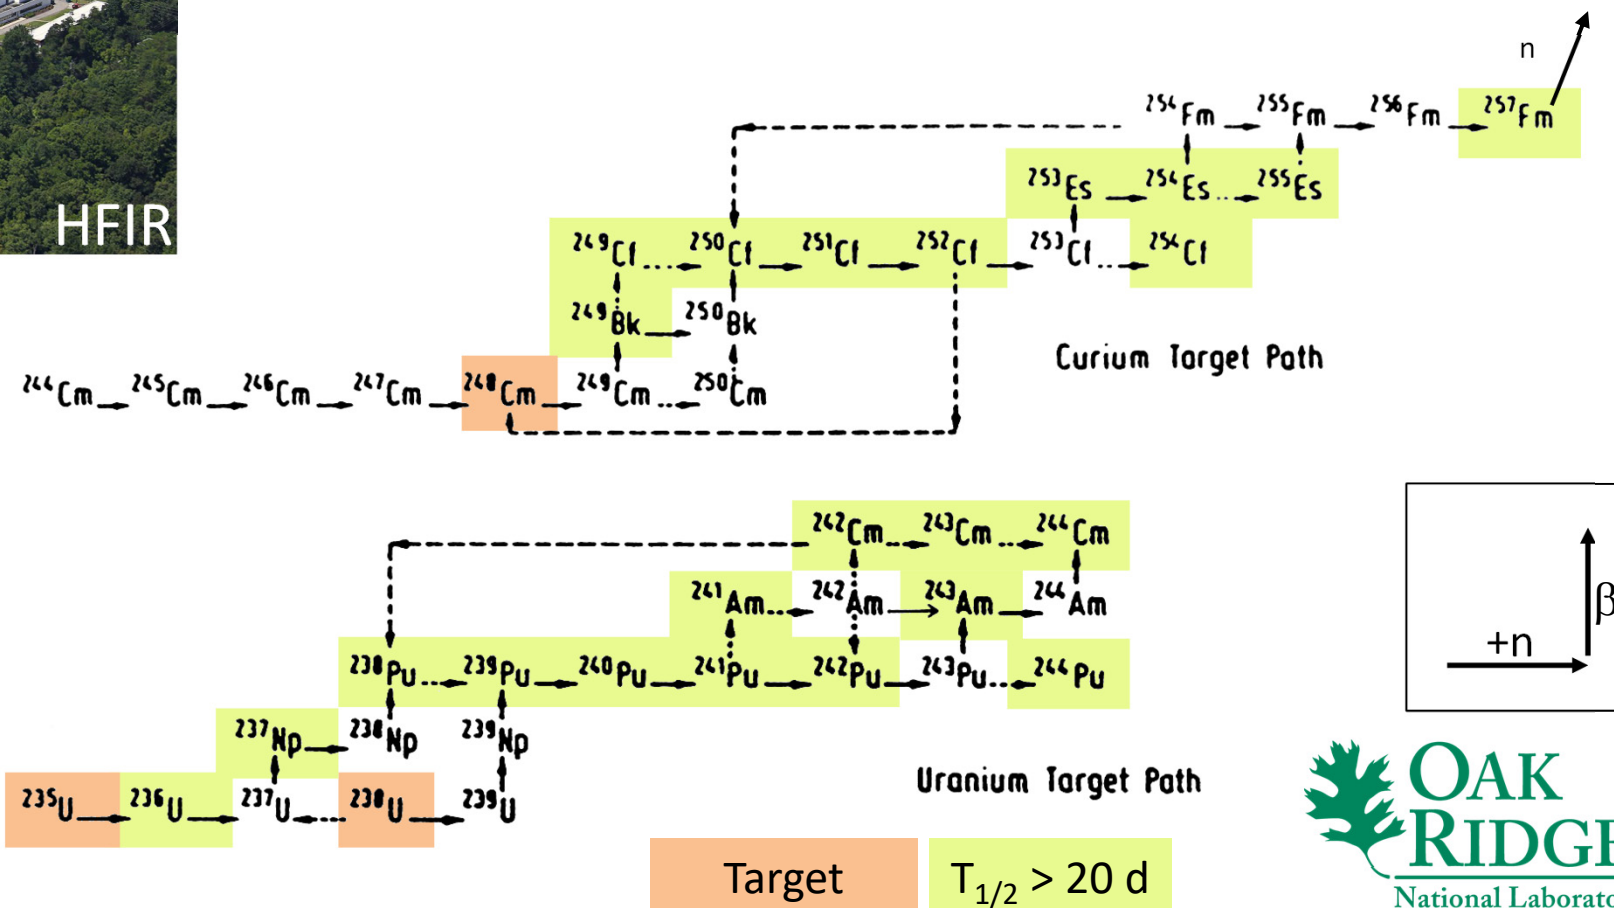 HFIR
n
²⁵⁴Fm ²⁵⁵Fm ²⁵⁶Fm ²⁵⁷Fm
²⁵³Es ²⁵⁴Es ²⁵⁵Es
²⁴⁹Cf ²⁵⁰Cf ²⁵¹Cf ²⁵²Cf ²⁵³Cf ²⁵⁴Cf
²⁴⁹Bk ²⁵⁰Bk
Curium Target Path
²⁴⁴Cm ²⁴⁵Cm ²⁴⁶Cm ²⁴⁷Cm ²⁴⁸Cm ²⁴⁹Cm ²⁵⁰Cm
²⁴²Cm ²⁴³Cm ²⁴⁴Cm
²⁴¹Am ²⁴²Am ²⁴³Am ²⁴⁴Am
β
+n
²³⁸Pu ²³⁹Pu ²⁴⁰Pu ²⁴¹Pu ²⁴²Pu ²⁴³Pu ²⁴⁴Pu
²³⁷Np ²³⁸Np ²³⁹Np
Uranium Target Path
²³⁵U ²³⁶U ²³⁷U ²³⁸U ²³⁹U
Target
T₁/₂ > 20 d
OAK
RIDGE
National Laborato